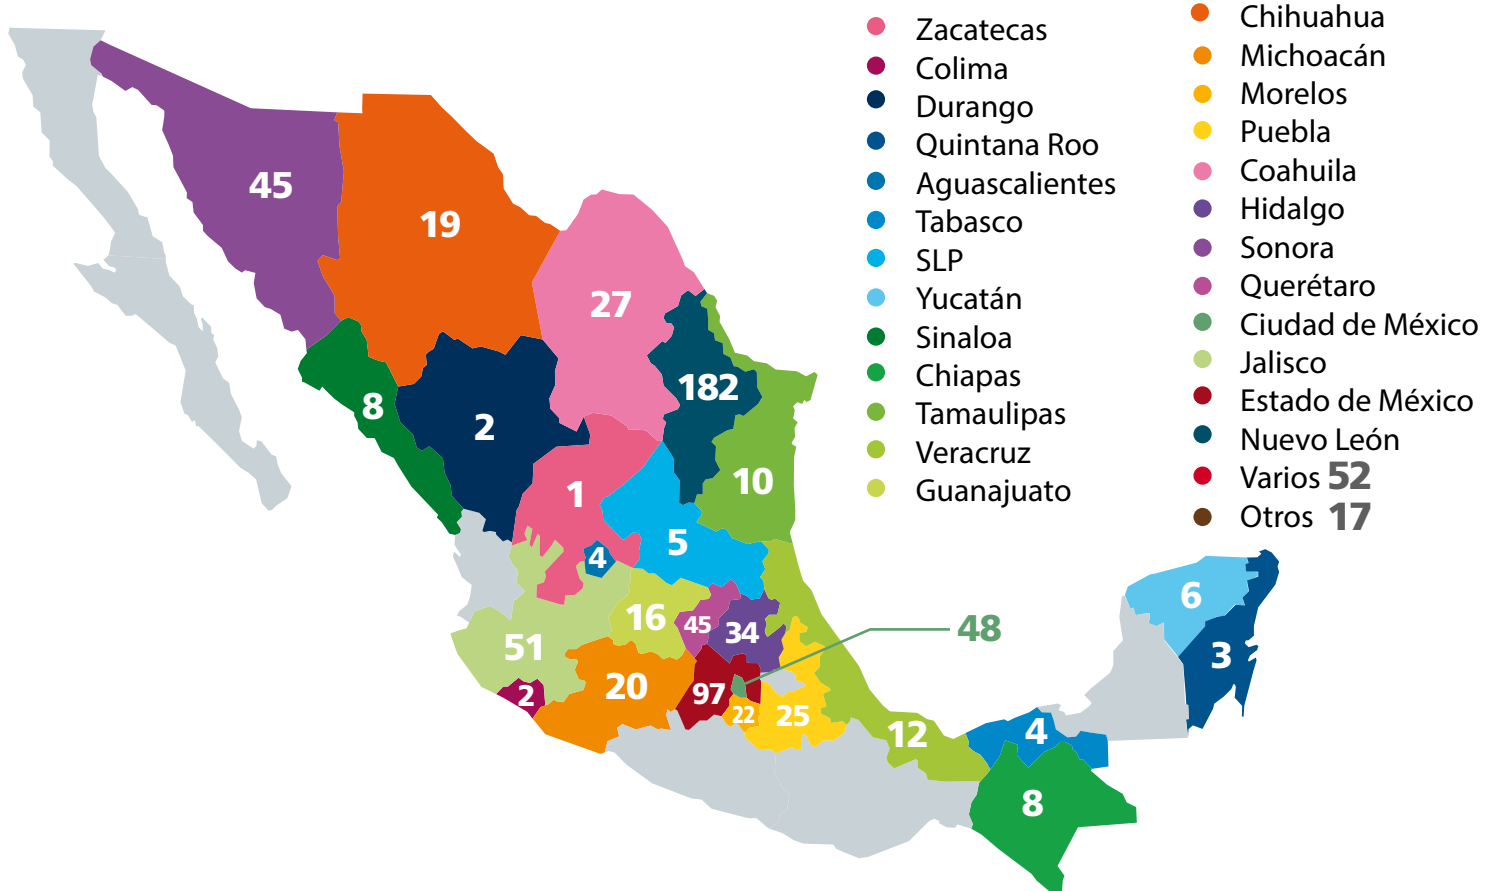 Zacatecas
Colima
Durango
Quintana Roo
Aguascalientes
Tabasco
SLP
Yucatán
Sinaloa
Chiapas
Tamaulipas
Veracruz
Guanajuato
Chihuahua
Michoacán
Morelos
Puebla
Coahuila
Hidalgo
Sonora
Querétaro
Ciudad de México
Jalisco
Estado de México
Nuevo León
Varios 52
Otros 17
45
19
27
182
8
2
10
1
5
4
16
45
34
48
51
2
20
97
22
25
12
4
8
6
3